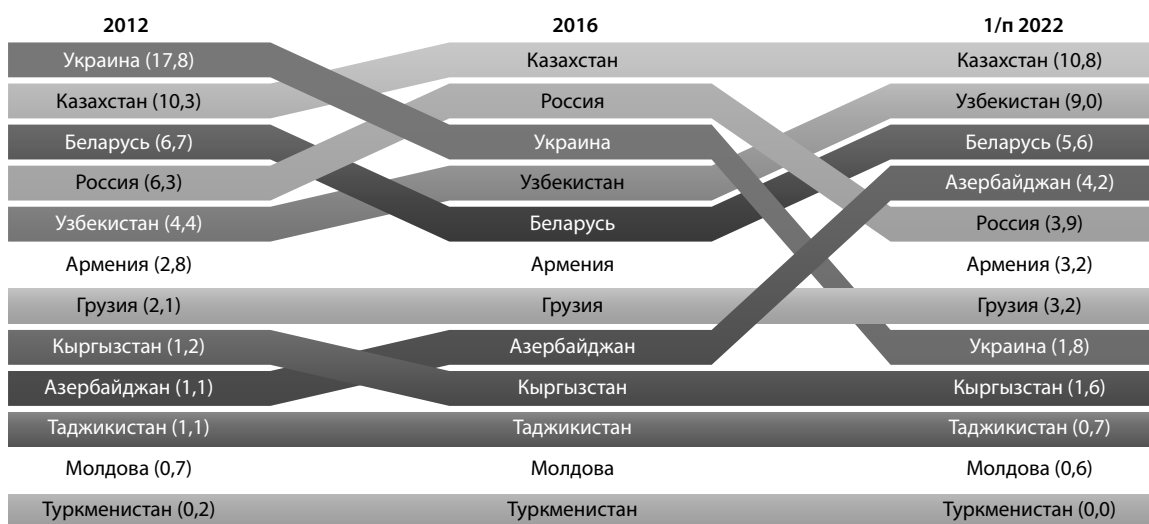 2012 2016 1/п 2022
Украина (17,8) Казахстан Казахстан (10,8)
Казахстан (10,3) Россия Узбекистан (9,0)
Беларусь (6,7) Украина Беларусь (5,6)
Россия (6,3) Узбекистан Азербайджан (4,2)
Узбекистан (4,4) Беларусь Россия (3,9)
Армения (2,8) Армения Армения (3,2)
Грузия (2,1) Грузия Грузия (3,2)
Кыргызстан (1,2) Азербайджан Украина (1,8)
Азербайджан (1,1) Кыргызстан Кыргызстан (1,6)
Таджикистан (1,1) Таджикистан Таджикистан (0,7)
Молдова (0,7) Молдова Молдова (0,6)
Туркменистан (0,2) Туркменистан Туркменистан (0,0)